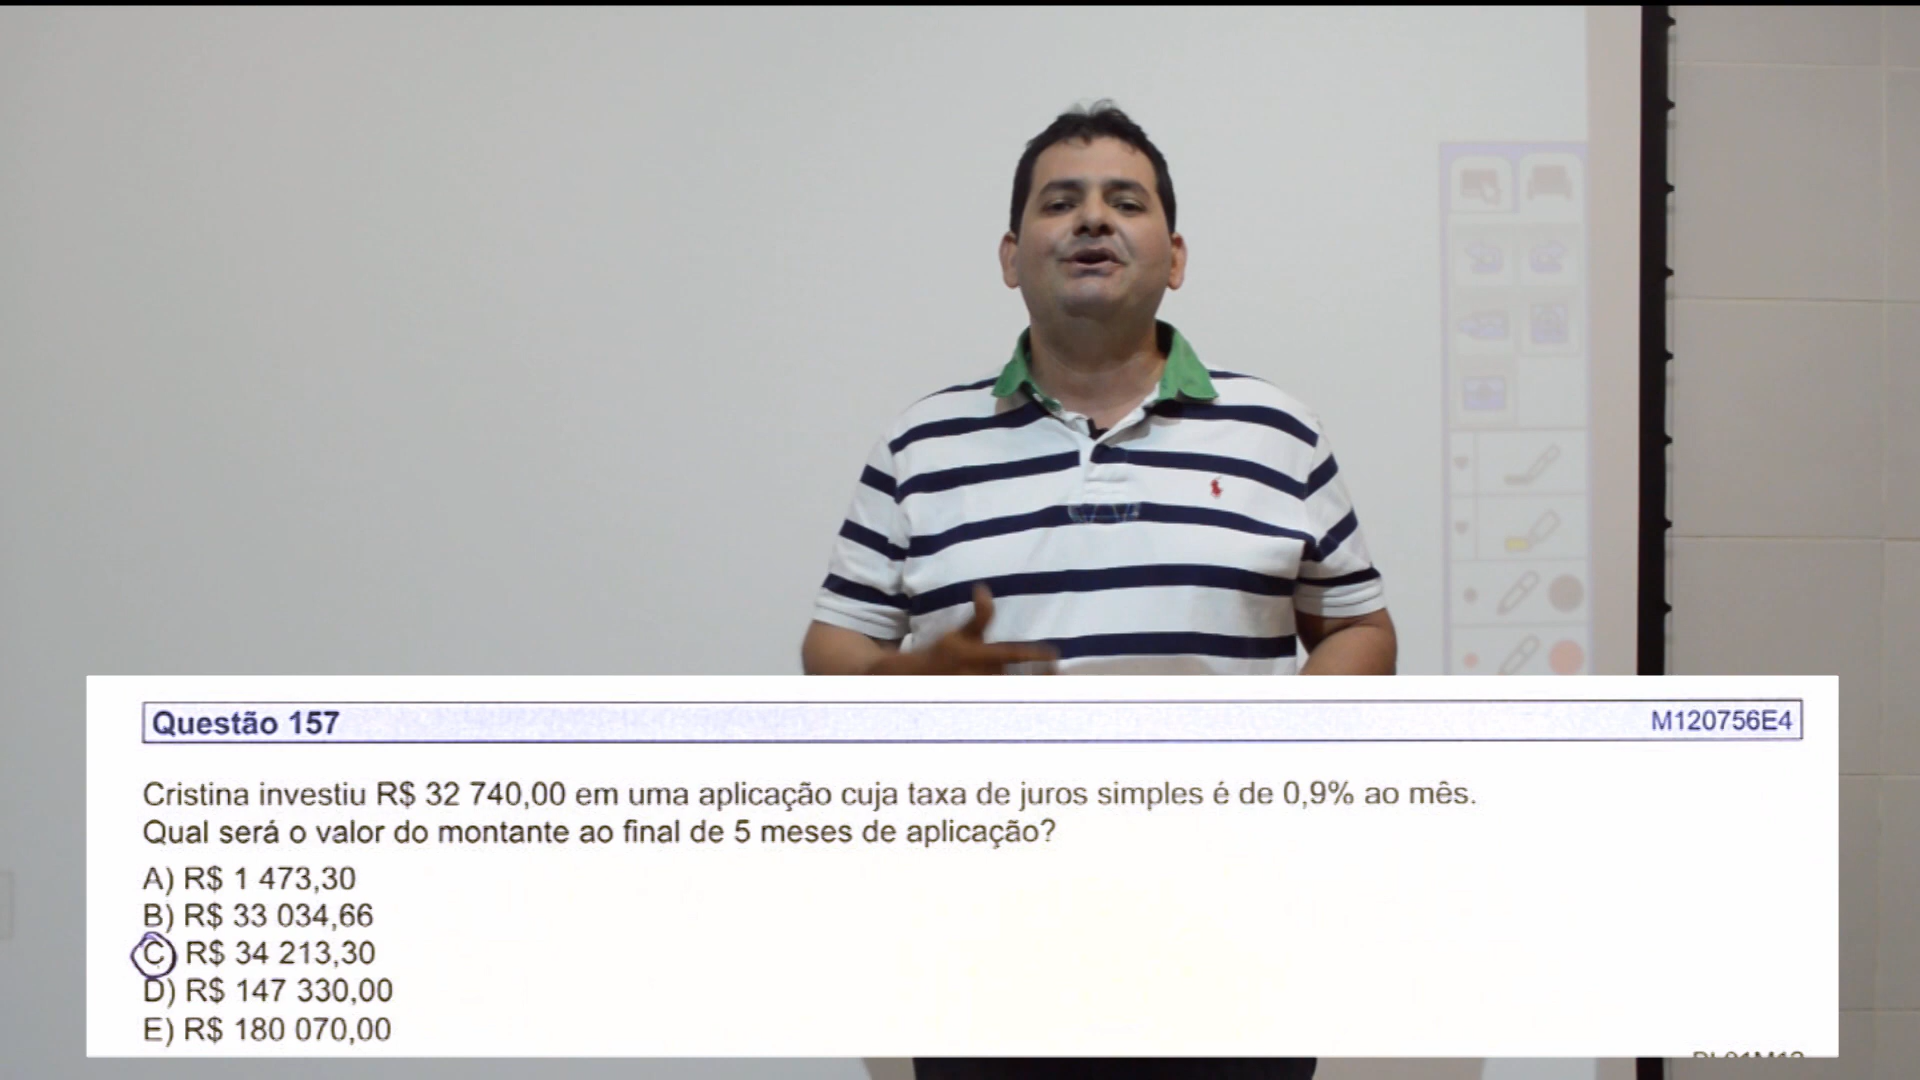 Questão 157
M120756E4
Cristina investiu R$ 32 740,00 em uma aplicação cuja taxa de juros simples é de 0,9% ao mês.
Qual será o valor do montante ao final de 5 meses de aplicação?
A) R$ 1 473,30
B) R$ 33 034,66
C) R$ 34 213,30
D) R$ 147 330,00
E) R$ 180 070,00